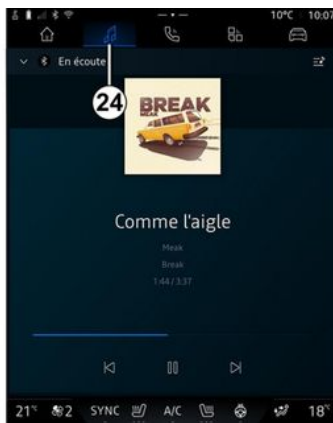 10°C 10:07
En écoute
24
BREAK
MEAK
Comme l'aigle
Meak
Break
1:44 / 3:37
21°C 2 SYNC A/C 18°